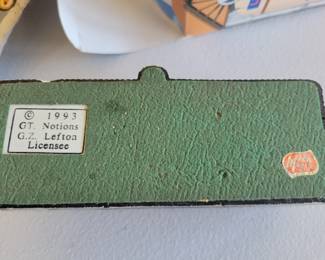 © 1993
GT. Notions
G.Z. Lefton
Licensee